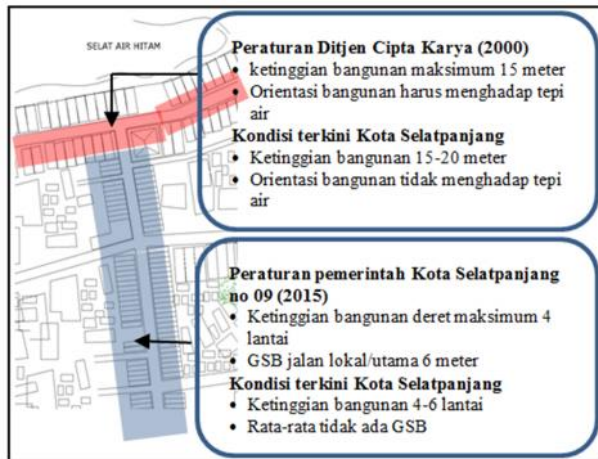 SELAT AIR HITAM
Peraturan Ditjen Cipta Karya (2000)
• ketinggian bangunan maksimum 15 meter
• Orientasi bangunan harus menghadap tepi
air
Kondisi terkini Kota Selatpanjang
• Ketinggian bangunan 15-20 meter
• Orientasi bangunan tidak menghadap tepi
air
Peraturan pemerintah Kota Selatpanjang
no 09 (2015)
• Ketinggian bangunan deret maksimum 4
lantai
• GSB jalan lokal/utama 6 meter
Kondisi terkini Kota Selatpanjang
• Ketinggian bangunan 4-6 lantai
• Rata-rata tidak ada GSB